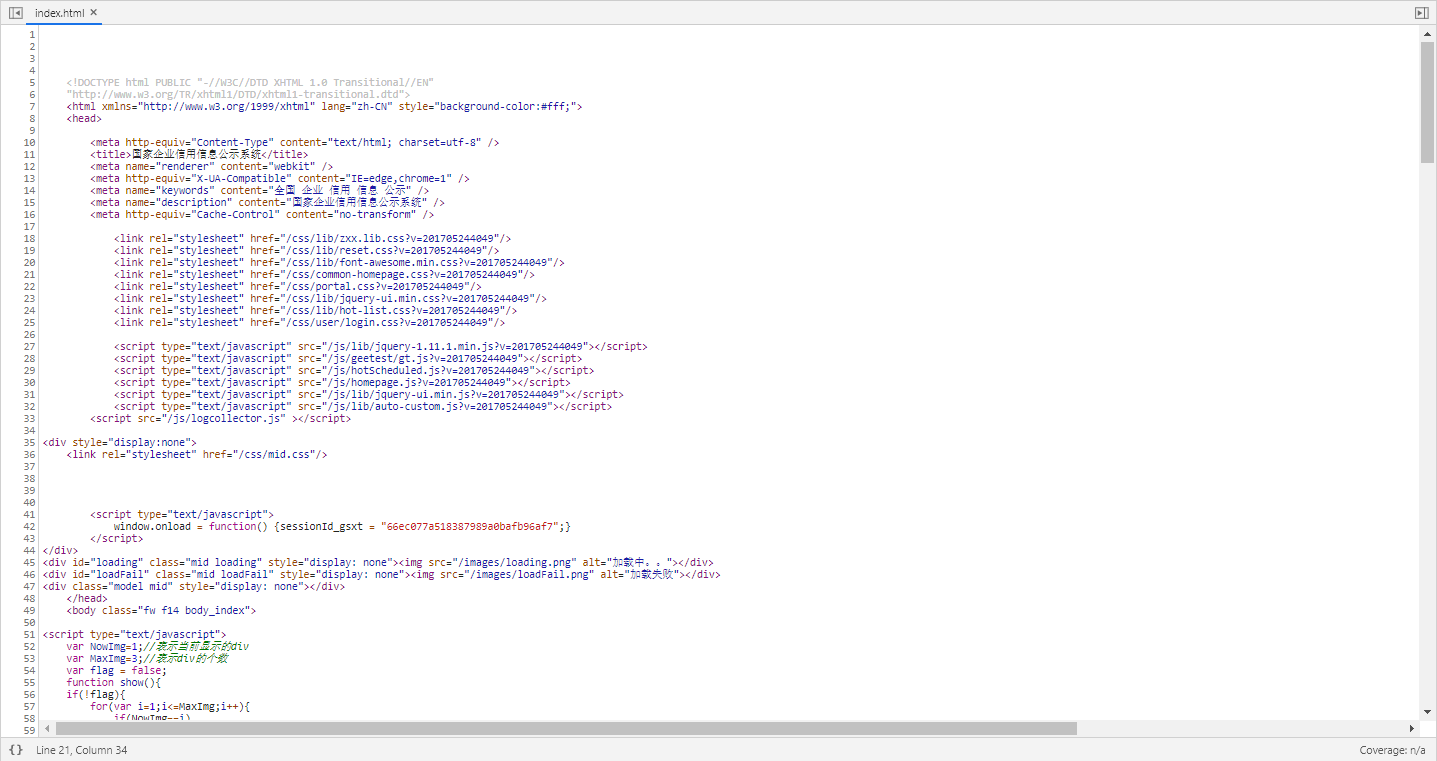 index.html ×
1
2
3
4
5 <!DOCTYPE html PUBLIC "-//W3C//DTD XHTML 1.0 Transitional//EN"
6 "http://www.w3.org/TR/xhtml1/DTD/xhtml1-transitional.dtd">
7 <html xmlns="http://www.w3.org/1999/xhtml" lang="zh-CN" style="background-color:#fff;">
8 <head>
9
10 <meta http-equiv="Content-Type" content="text/html; charset=utf-8" />
11 <title>国家企业信用信息公示系统</title>
12 <meta name="renderer" content="webkit" />
13 <meta http-equiv="X-UA-Compatible" content="IE=edge,chrome=1" />
14 <meta name="keywords" content="全国 企业 信用 信息 公示" />
15 <meta name="description" content="国家企业信用信息公示系统" />
16 <meta http-equiv="Cache-Control" content="no-transform" />
17
18 <link rel="stylesheet" href="/css/lib/zxx.lib.css?v=201705244049"/>
19 <link rel="stylesheet" href="/css/lib/reset.css?v=201705244049"/>
20 <link rel="stylesheet" href="/css/lib/font-awesome.min.css?v=201705244049"/>
21 <link rel="stylesheet" href="/css/common-homepage.css?v=201705244049"/>
22 <link rel="stylesheet" href="/css/portal.css?v=201705244049"/>
23 <link rel="stylesheet" href="/css/lib/jquery-ui.min.css?v=201705244049"/>
24 <link rel="stylesheet" href="/css/lib/hot-list.css?v=201705244049"/>
25 <link rel="stylesheet" href="/css/user/login.css?v=201705244049"/>
26
27 <script type="text/javascript" src="/js/lib/jquery-1.11.1.min.js?v=201705244049"></script>
28 <script type="text/javascript" src="/js/geetest/gt.js?v=201705244049"></script>
29 <script type="text/javascript" src="/js/hotScheduled.js?v=201705244049"></script>
30 <script type="text/javascript" src="/js/homepage.js?v=201705244049"></script>
31 <script type="text/javascript" src="/js/lib/jquery-ui.min.js?v=201705244049"></script>
32 <script type="text/javascript" src="/js/lib/auto-custom.js?v=201705244049"></script>
33 <script src="/js/logcollector.js" ></script>
34
35 <div style="display:none">
36 <link rel="stylesheet" href="/css/mid.css"/>
37
38
39
40
41 <script type="text/javascript">
42 window.onload = function() {sessionId_gsxt = "66ec077a518387989a0bafb96af7";}
43 </script>
44 </div>
45 <div id="loading" class="mid loading" style="display: none"><img src="/images/loading.png" alt="加载中。。"></div>
46 <div id="loadFail" class="mid loadFail" style="display: none"><img src="/images/loadFail.png" alt="加载失败"></div>
47 <div class="model mid" style="display: none"></div>
48 </head>
49 <body class="fw f14 body_index">
50
51 <script type="text/javascript">
52 var NowImg=1;//表示当前显示的div
53 var MaxImg=3;//表示div的个数
54 var flag = false;
55 function show(){
56 if(!flag){
57 for(var i=1;i<=MaxImg;i++){
58 if(NowImg==i)
59
{} Line 21, Column 34
Coverage: n/a